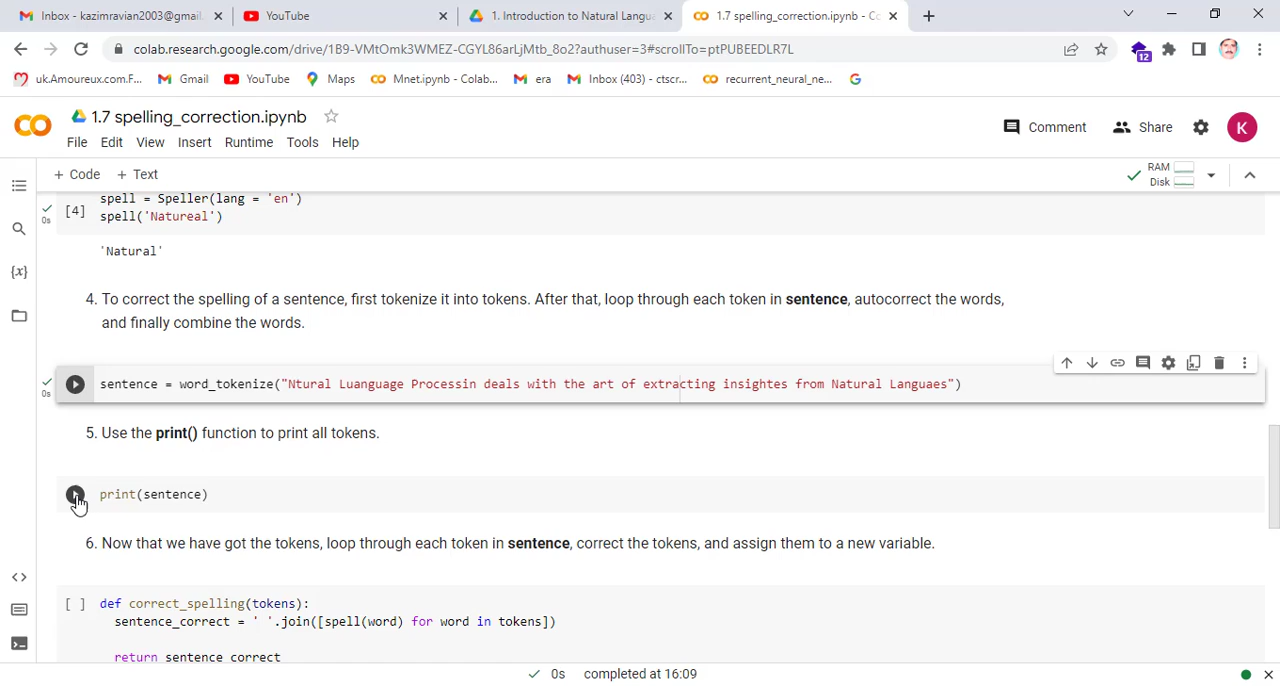 Inbox - kazimravian2003@gmail.
YouTube
1. Introduction to Natural Langua
1.7 spelling_correction.ipynb - Co
colab.research.google.com/drive/1B9-VMtOmk3WMEZ-CGYL86arLjMtb_8o2?authuser=3#scrollTo=ptPUBEEDLR7L
12
uk.Amoureux.com.F...
Gmail
YouTube
Maps
Mnet.ipynb - Colab...
era
Inbox (403) - ctscr...
recurrent_neural_ne...
1.7 spelling_correction.ipynb
Comment
Share
K
File Edit View Insert Runtime Tools Help
+ Code + Text
RAM
Disk
spell = Speller(lang = 'en')
[4] spell('Natureal')
0s
'Natural'
4. To correct the spelling of a sentence, first tokenize it into tokens. After that, loop through each token in sentence, autocorrect the words,
and finally combine the words.
sentence = word_tokenize("Ntural Luanguage Processin deals with the art of extracting insightes from Natural Languaes")
0s
5. Use the print() function to print all tokens.
print(sentence)
6. Now that we have got the tokens, loop through each token in sentence, correct the tokens, and assign them to a new variable.
[ ] def correct_spelling(tokens):
sentence_correct = ' '.join([spell(word) for word in tokens])
return sentence_correct
0s completed at 16:09